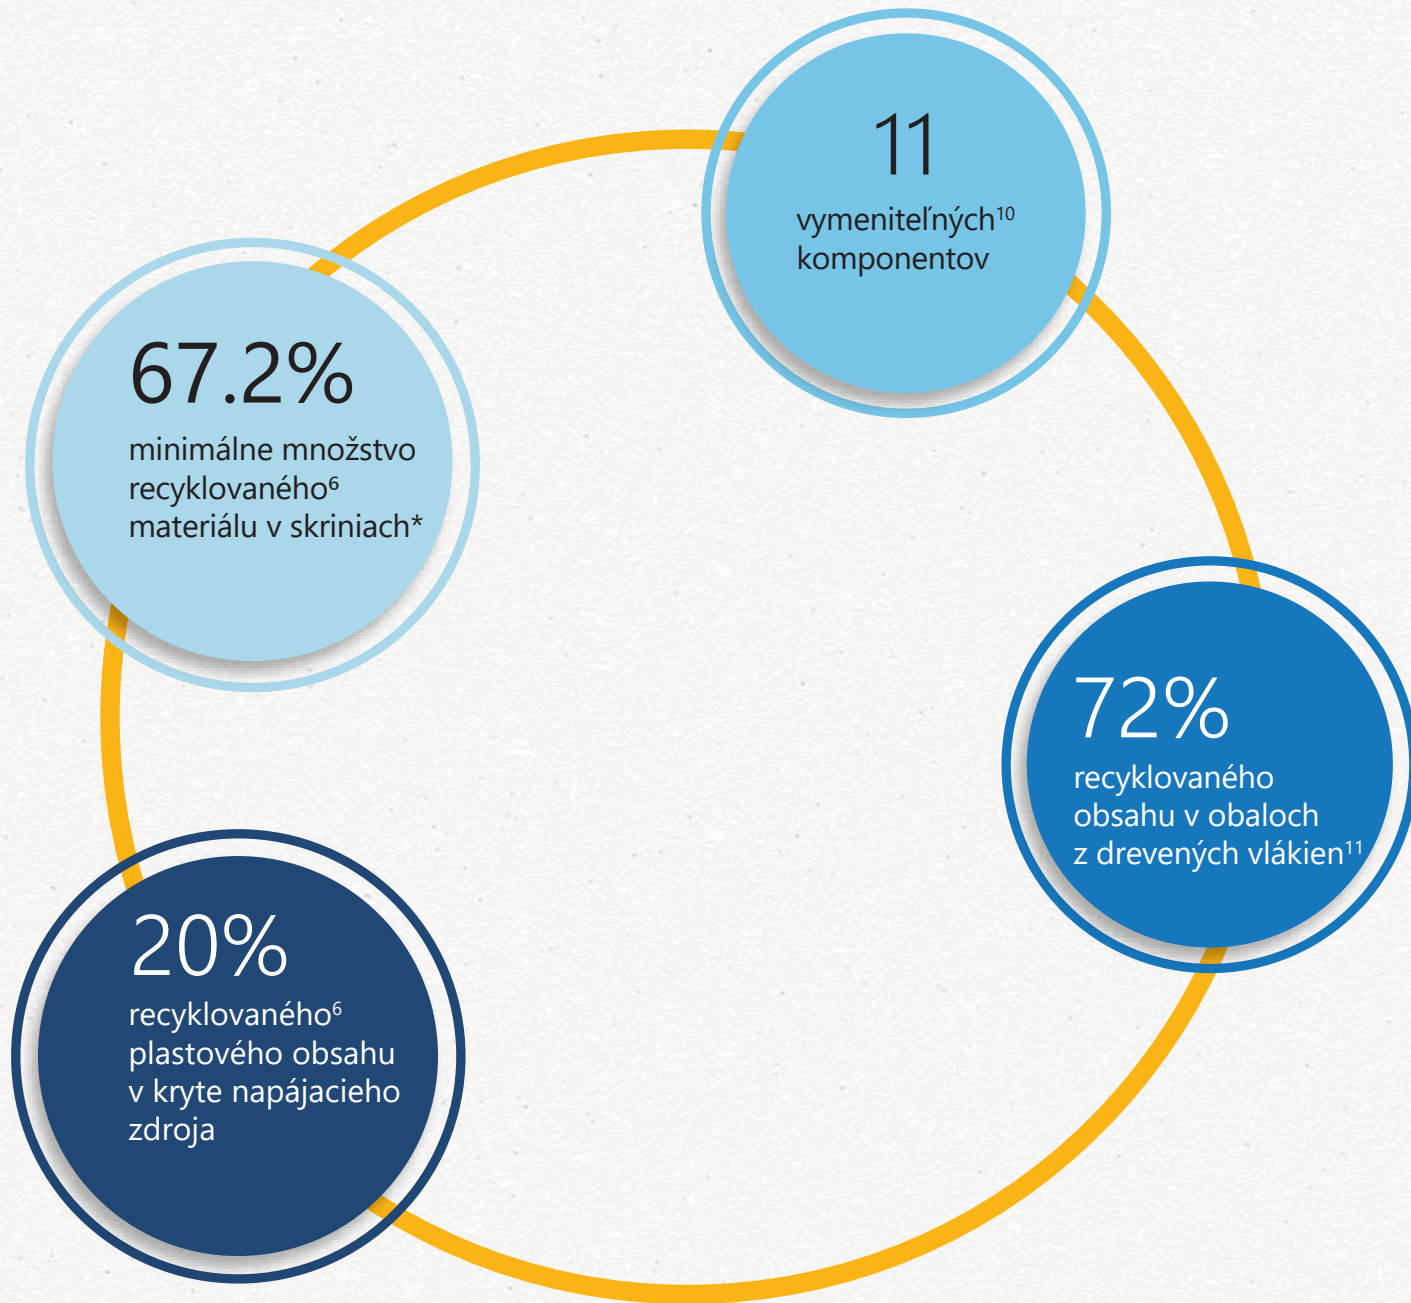 11
vymeniteľných¹⁰
komponentov
67.2%
minimálne množstvo
recyklovaného⁶
materiálu v skriniach*
72%
recyklovaného
obsahu v obaloch
z drevených vlákien¹¹
20%
recyklovaného⁶
plastového obsahu
v kryte napájacieho
zdroja